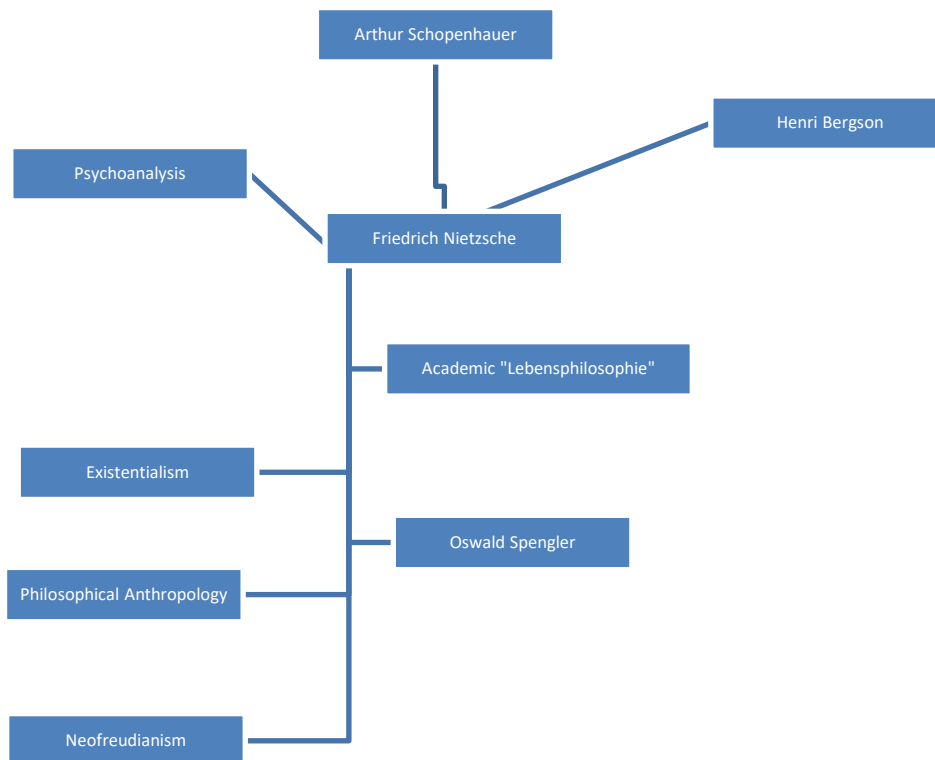 Arthur Schopenhauer
Henri Bergson
Psychoanalysis
Friedrich Nietzsche
Academic "Lebensphilosophie"
Existentialism
Oswald Spengler
Philosophical Anthropology
Neofreudianism